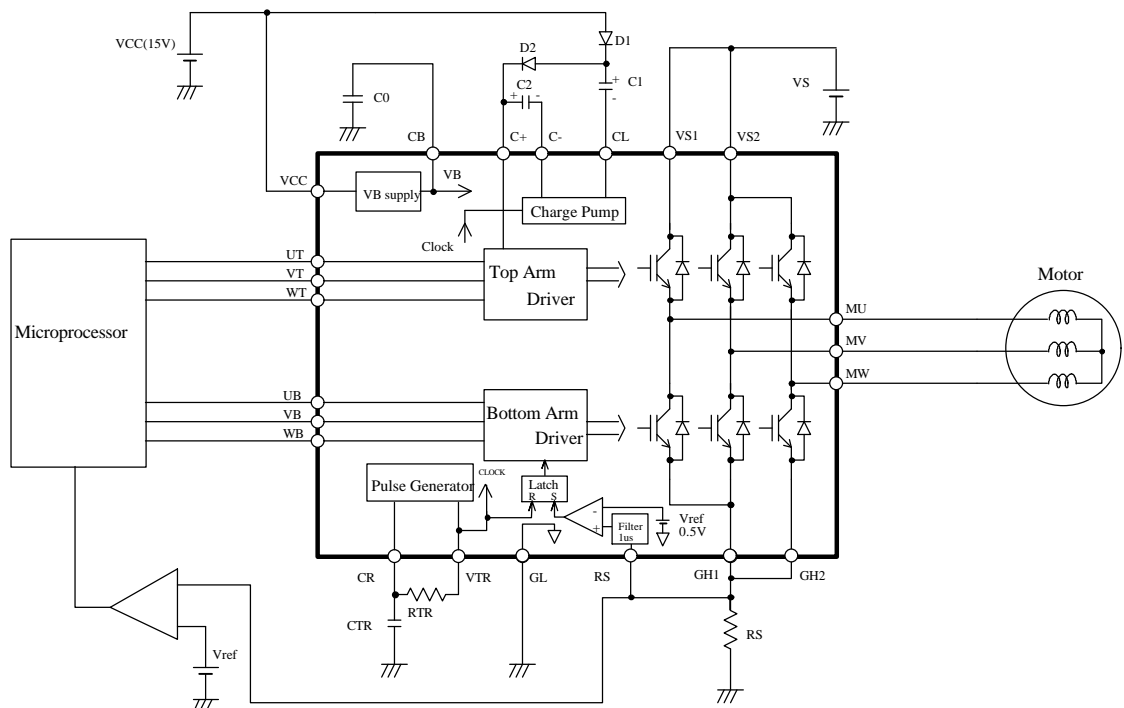 VCC(15V)
D2
D1
+
C1
-
C2
+ -
C0
VS
CB
C+
C-
CL
VS1
VS2
VCC
VB supply
VB
Charge Pump
Clock
UT
VT
WT
Top Arm
Driver
Motor
Microprocessor
MU
MV
MW
UB
VB
WB
Bottom Arm
Driver
Pulse Generator
CLOCK
Latch
R S
-
+
Filter
1us
Vref
0.5V
CR
VTR
GL
RS
GH1
GH2
RTR
CTR
RS
Vref